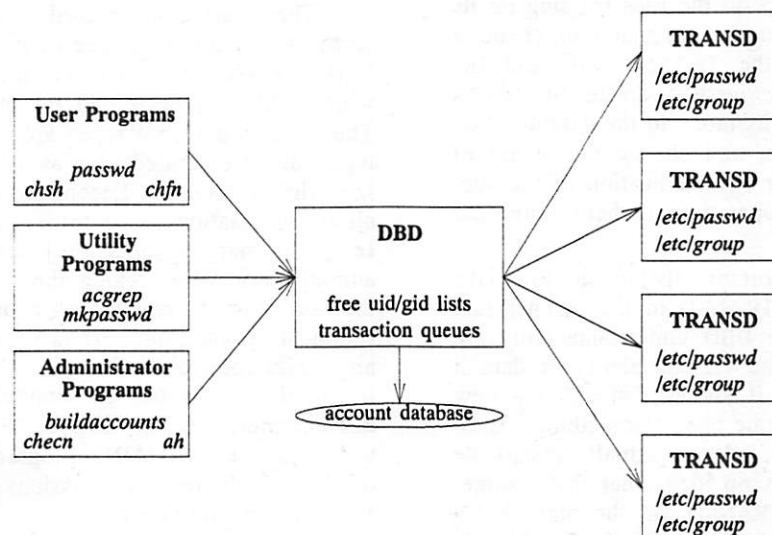 User Programs
passwd
chsh chfn
Utility
Programs
acgrep
mkpasswd
Administrator
Programs
buildaccounts
checn ah
DBD
free uid/gid lists
transaction queues
account database
TRANSD
/etc/passwd
/etc/group
TRANSD
/etc/passwd
/etc/group
TRANSD
/etc/passwd
/etc/group
TRANSD
/etc/passwd
/etc/group